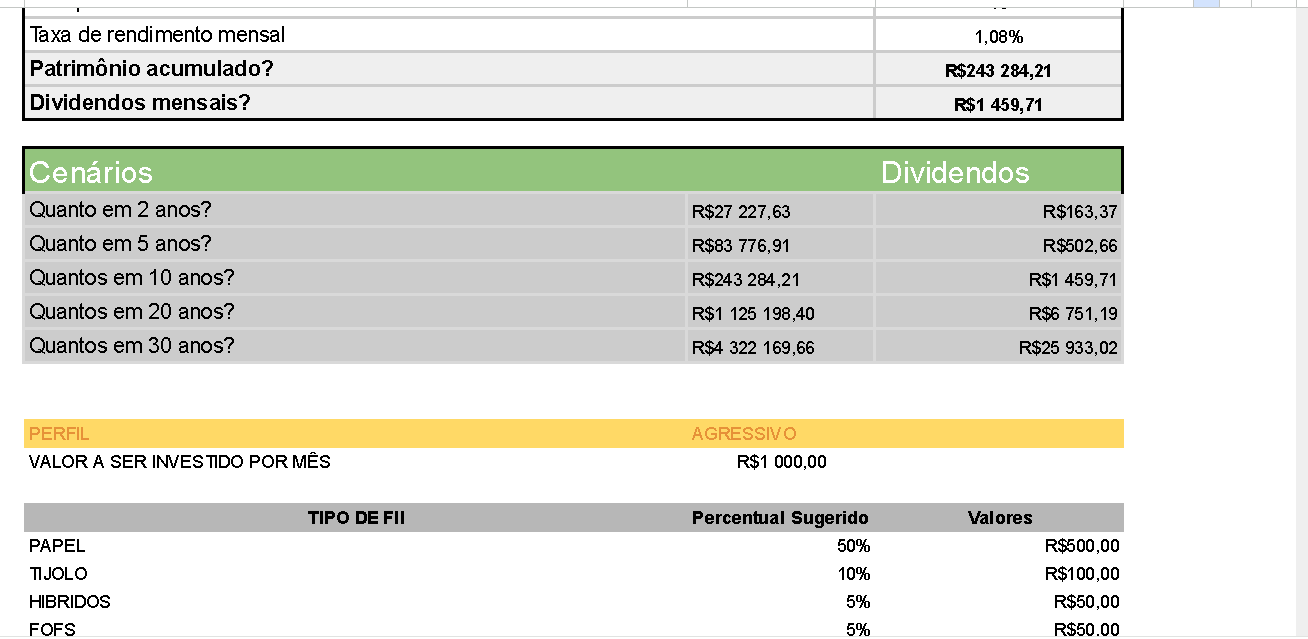 Taxa de rendimento mensal 1,08%
Patrimônio acumulado? R$243 284,21
Dividendos mensais? R$1 459,71
Cenários Dividendos
Quanto em 2 anos? R$27 227,63 R$163,37
Quanto em 5 anos? R$83 776,91 R$502,66
Quantos em 10 anos? R$243 284,21 R$1 459,71
Quantos em 20 anos? R$1 125 198,40 R$6 751,19
Quantos em 30 anos? R$4 322 169,66 R$25 933,02
PERFIL AGRESSIVO
VALOR A SER INVESTIDO POR MÊS R$1 000,00
TIPO DE FII Percentual Sugerido Valores
PAPEL 50% R$500,00
TIJOLO 10% R$100,00
HIBRIDOS 5% R$50,00
FOFS 5% R$50,00